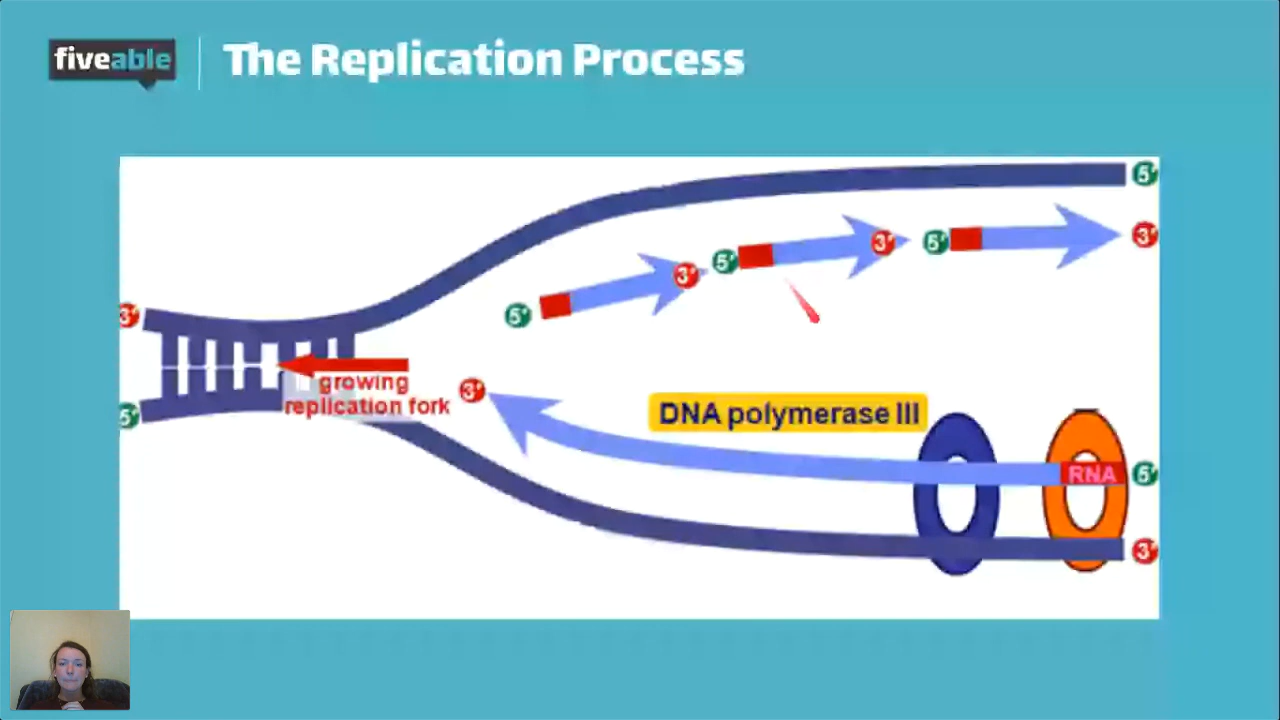 fiveable
The Replication Process
5'
3'
5'
3'
5'
3'
5'
3'
growing
replication fork
5'
3'
DNA polymerase III
RNA
5'
3'